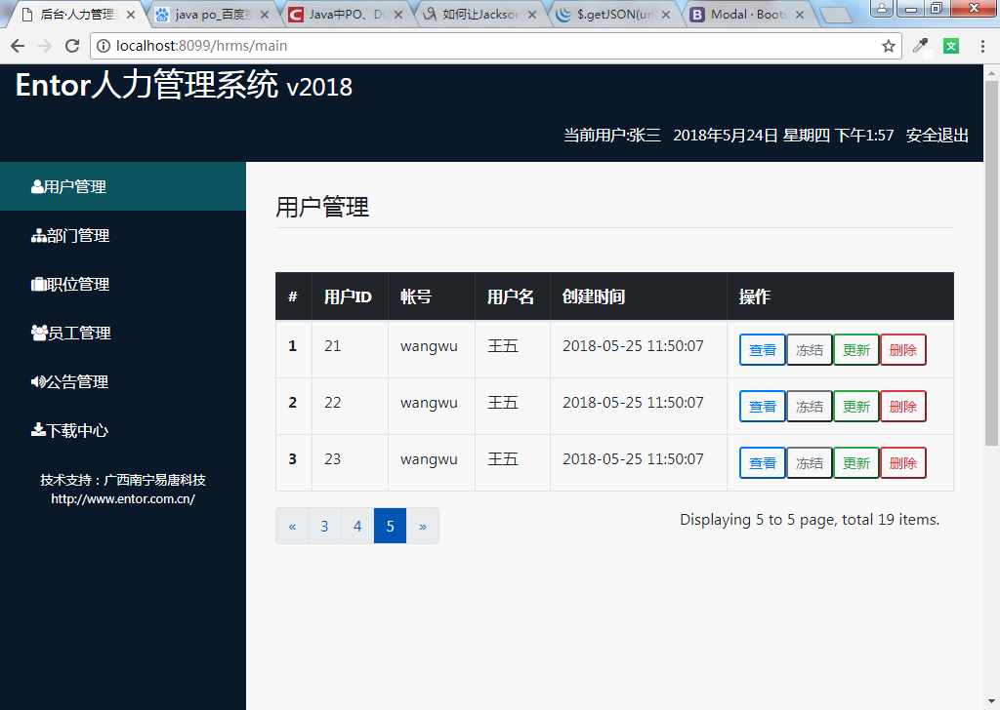 后台·人力管理
java po_百度
Java中PO、D
如何让Jackson
$.getJSON(url
Modal · Boots
localhost:8099/hrms/main
Entor人力管理系统 v2018
当前用户:张三 2018年5月24日 星期四 下午1:57 安全退出
用户管理
部门管理
职位管理
员工管理
公告管理
下载中心
技术支持：广西南宁易唐科技
http://www.entor.com.cn/
用户管理
# 用户ID 帐号 用户名 创建时间 操作
1 21 wangwu 王五 2018-05-25 11:50:07 查看 冻结 更新 删除
2 22 wangwu 王五 2018-05-25 11:50:07 查看 冻结 更新 删除
3 23 wangwu 王五 2018-05-25 11:50:07 查看 冻结 更新 删除
« 3 4 5 »
Displaying 5 to 5 page, total 19 items.